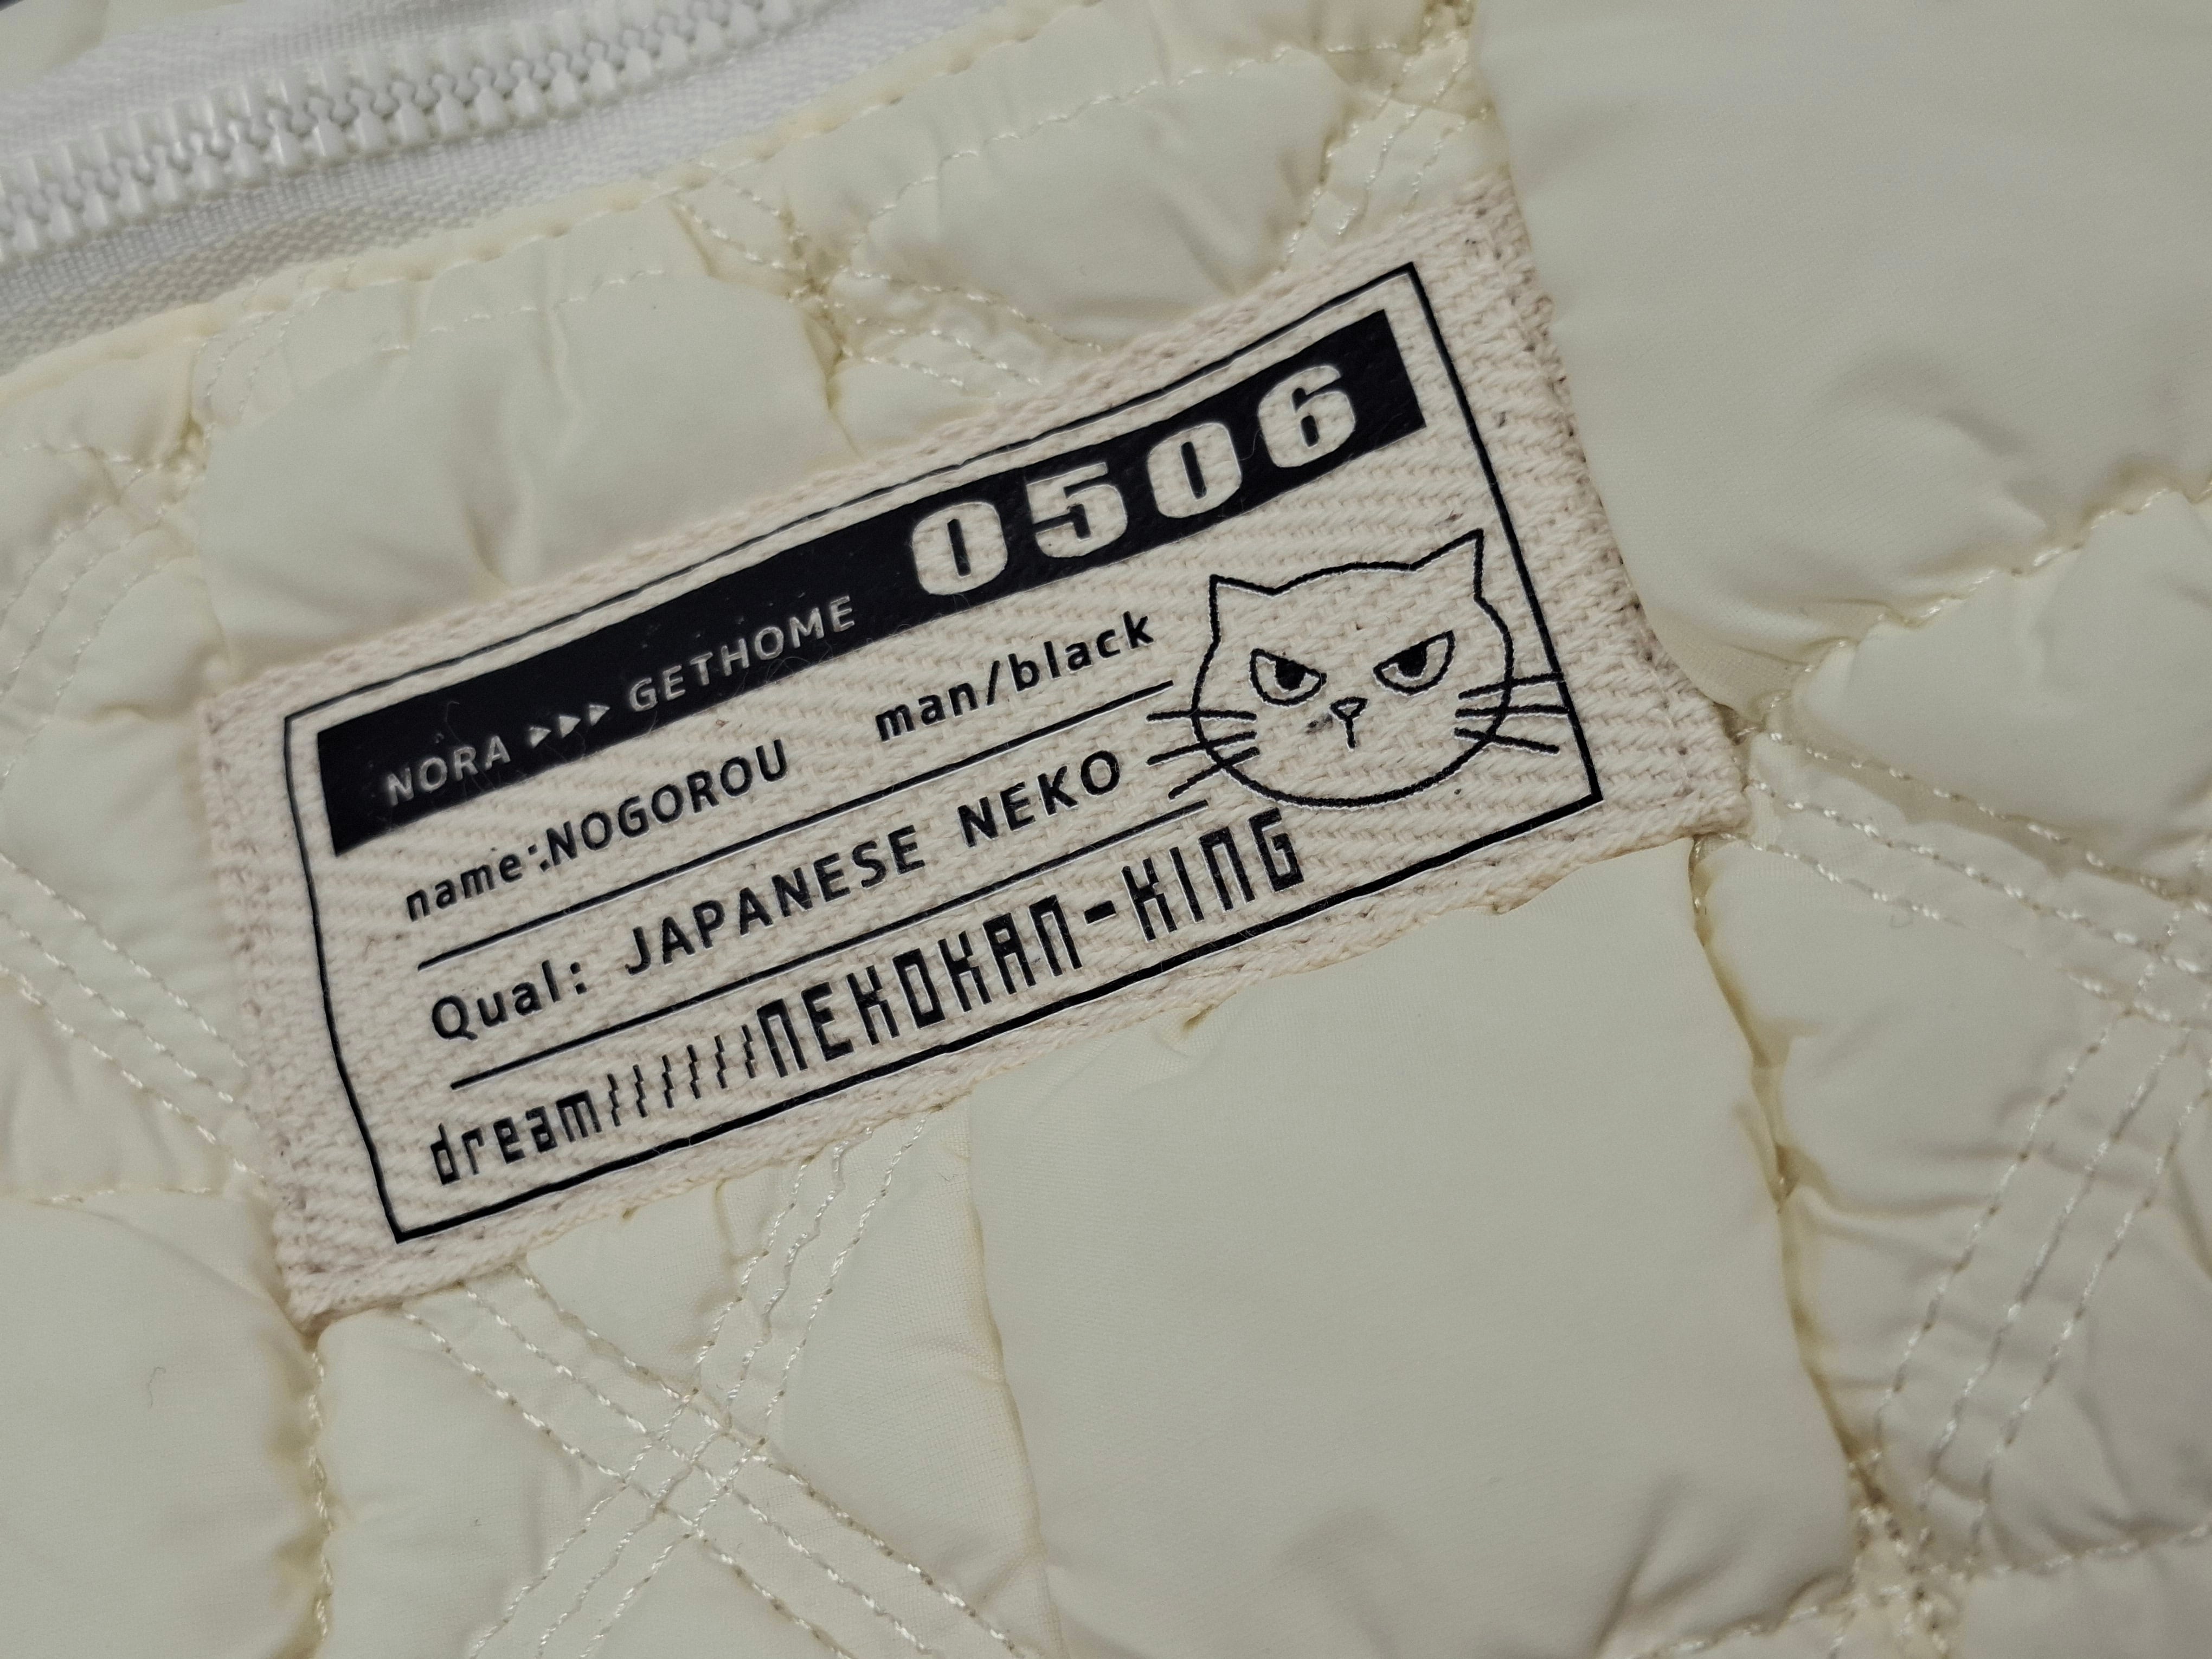 NORA ▷▷▷ GETHOME 0506
name:NOGOROU man/black
Qual: JAPANESE NEKO
dream///////NEKOKAN-KING